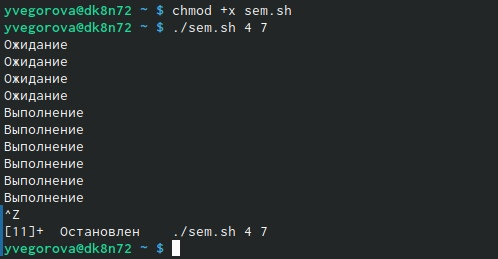 yvegorova@dk8n72 ~ $ chmod +x sem.sh
yvegorova@dk8n72 ~ $ ./sem.sh 4 7
Ожидание
Ожидание
Ожидание
Ожидание
Выполнение
Выполнение
Выполнение
Выполнение
Выполнение
Выполнение
^Z
[11]+  Остановлен    ./sem.sh 4 7
yvegorova@dk8n72 ~ $